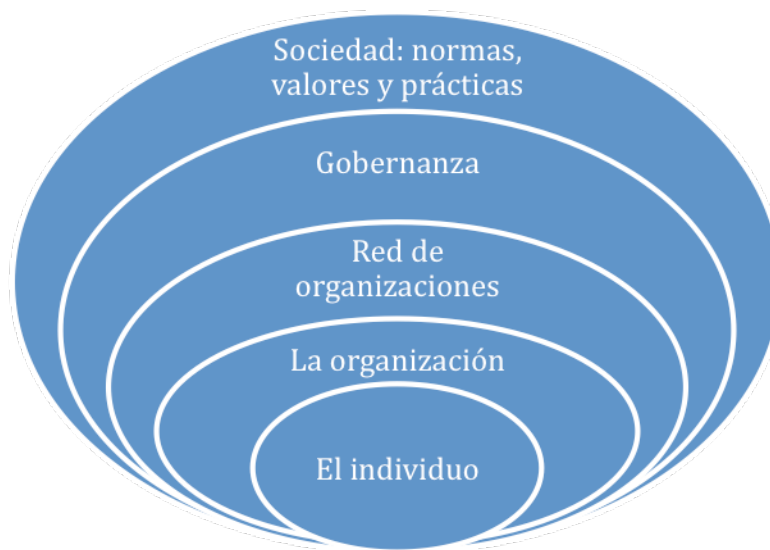 Sociedad: normas,
valores y prácticas
Gobernanza
Red de
organizaciones
La organización
El individuo